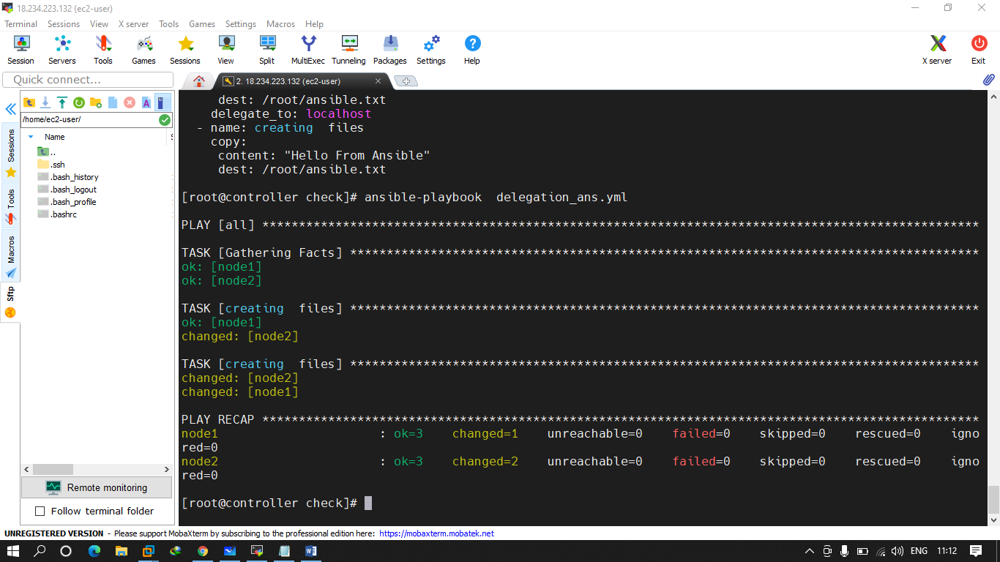 18.234.223.132 (ec2-user)
Terminal Sessions View X server Tools Games Settings Macros Help
Session Servers Tools Games Sessions View Split MultiExec Tunneling Packages Settings Help X server Exit
Quick connect...
2. 18.234.223.132 (ec2-user)
/home/ec2-user/
Name
..
.ssh
.bash_history
.bash_logout
.bash_profile
.bashrc
Sessions
Tools
Macros
Sftp
Remote monitoring
Follow terminal folder
dest: /root/ansible.txt
delegate_to: localhost
- name: creating  files
copy:
content: "Hello From Ansible"
dest: /root/ansible.txt
[root@controller check]# ansible-playbook  delegation_ans.yml
PLAY [all] **************************************************************************************************
TASK [Gathering Facts] **************************************************************************************
ok: [node1]
ok: [node2]
TASK [creating  files] **************************************************************************************
ok: [node1]
changed: [node2]
TASK [creating  files] **************************************************************************************
changed: [node2]
changed: [node1]
PLAY RECAP **************************************************************************************************
node1                      : ok=3    changed=1    unreachable=0    failed=0    skipped=0    rescued=0    igno
red=0
node2                      : ok=3    changed=2    unreachable=0    failed=0    skipped=0    rescued=0    igno
red=0
[root@controller check]#
UNREGISTERED VERSION - Please support MobaXterm by subscribing to the professional edition here: https://mobaxterm.mobatek.net
ENG 11:12